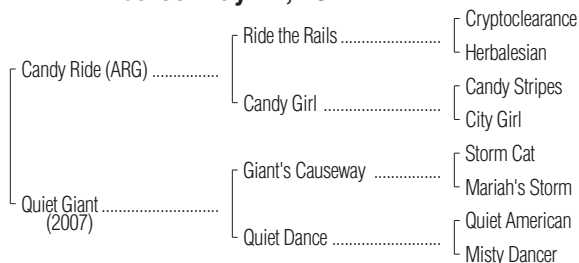 Cryptoclearance
Ride the Rails
Herbalesian
Candy Ride (ARG)
Candy Stripes
Candy Girl
City Girl
Storm Cat
Giant's Causeway
Mariah's Storm
Quiet Giant
(2007)
Quiet American
Quiet Dance
Misty Dancer